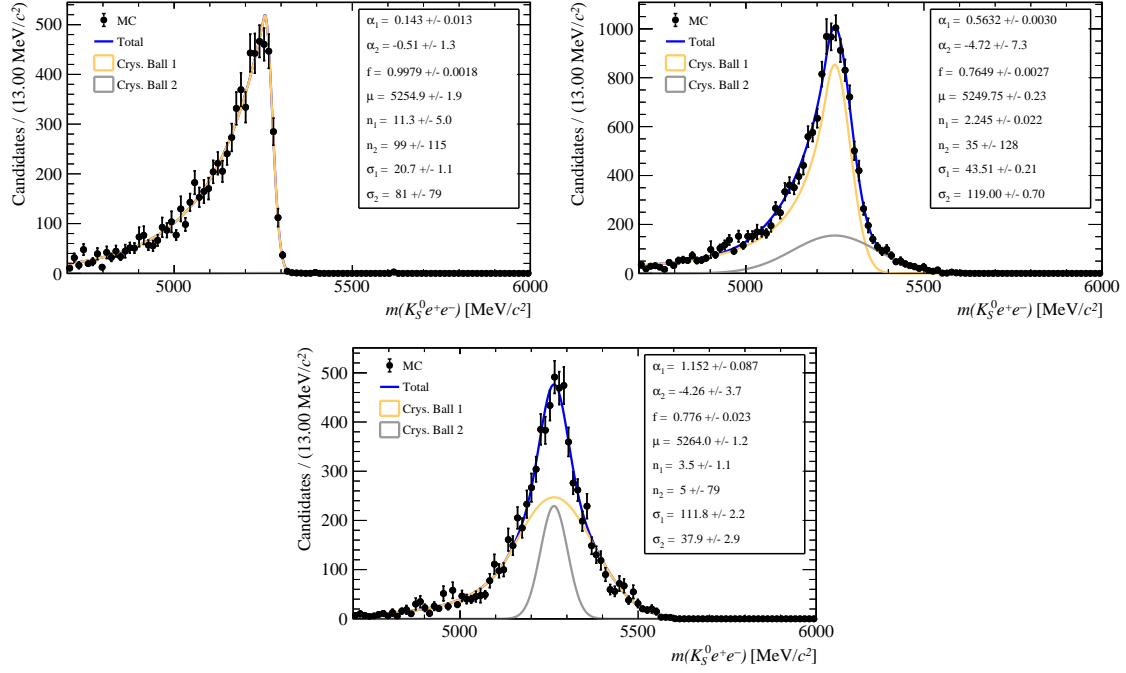 Candidates / (13.00 MeV/c²)
500
400
300
200
100
0
MC
Total
Crys. Ball 1
Crys. Ball 2
α₁ = 0.143 +/- 0.013
α₂ = -0.51 +/- 1.3
f = 0.9979 +/- 0.0018
μ = 5254.9 +/- 1.9
n₁ = 11.3 +/- 5.0
n₂ = 99 +/- 115
σ₁ = 20.7 +/- 1.1
σ₂ = 81 +/- 79
5000 5500 6000
m(K_S^0 e⁺e⁻) [MeV/c²]
Candidates / (13.00 MeV/c²)
1000
800
600
400
200
0
MC
Total
Crys. Ball 1
Crys. Ball 2
α₁ = 0.5632 +/- 0.0030
α₂ = -4.72 +/- 7.3
f = 0.7649 +/- 0.0027
μ = 5249.75 +/- 0.23
n₁ = 2.245 +/- 0.022
n₂ = 35 +/- 128
σ₁ = 43.51 +/- 0.21
σ₂ = 119.00 +/- 0.70
5000 5500 6000
m(K_S^0 e⁺e⁻) [MeV/c²]
Candidates / (13.00 MeV/c²)
500
400
300
200
100
0
MC
Total
Crys. Ball 1
Crys. Ball 2
α₁ = 1.152 +/- 0.087
α₂ = -4.26 +/- 3.7
f = 0.776 +/- 0.023
μ = 5264.0 +/- 1.2
n₁ = 3.5 +/- 1.1
n₂ = 5 +/- 79
σ₁ = 111.8 +/- 2.2
σ₂ = 37.9 +/- 2.9
5000 5500 6000
m(K_S^0 e⁺e⁻) [MeV/c²]